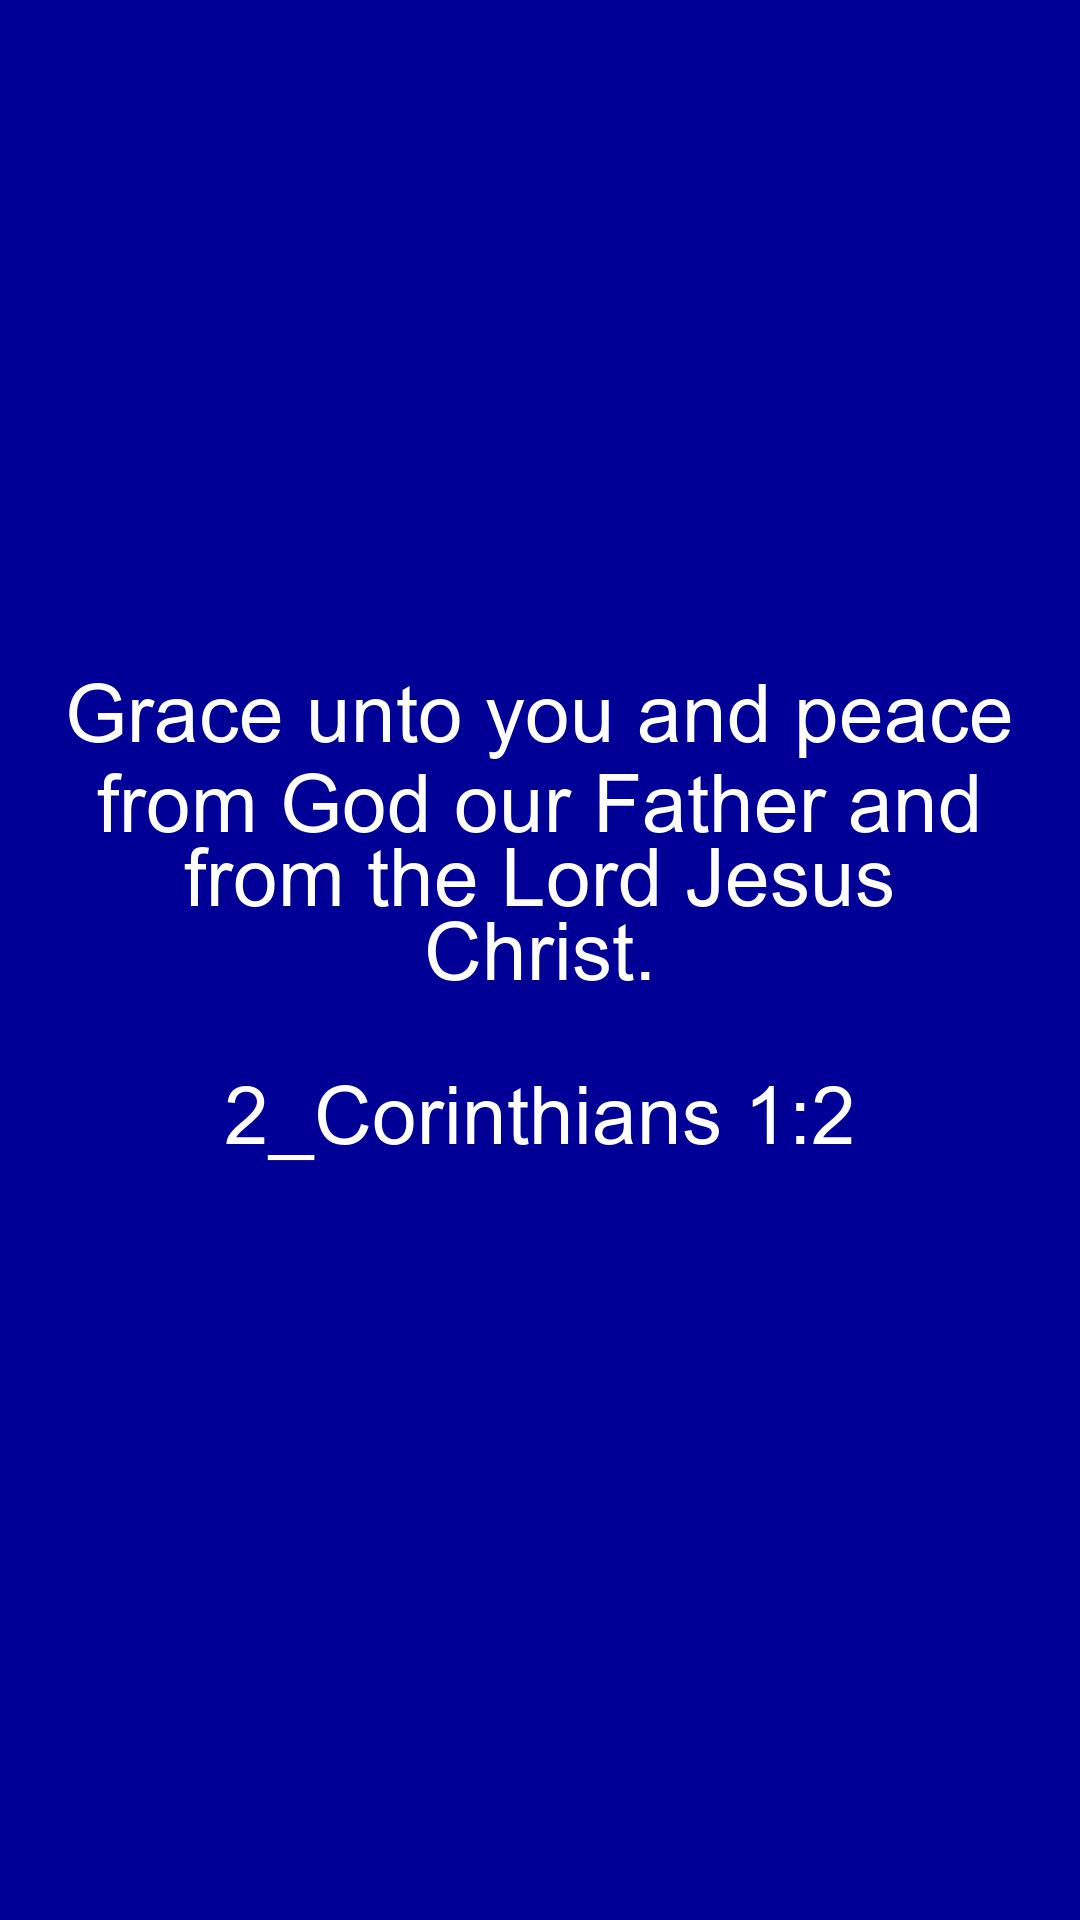 Grace unto you and peace
from God our Father and
from the Lord Jesus
Christ.
2_Corinthians 1:2